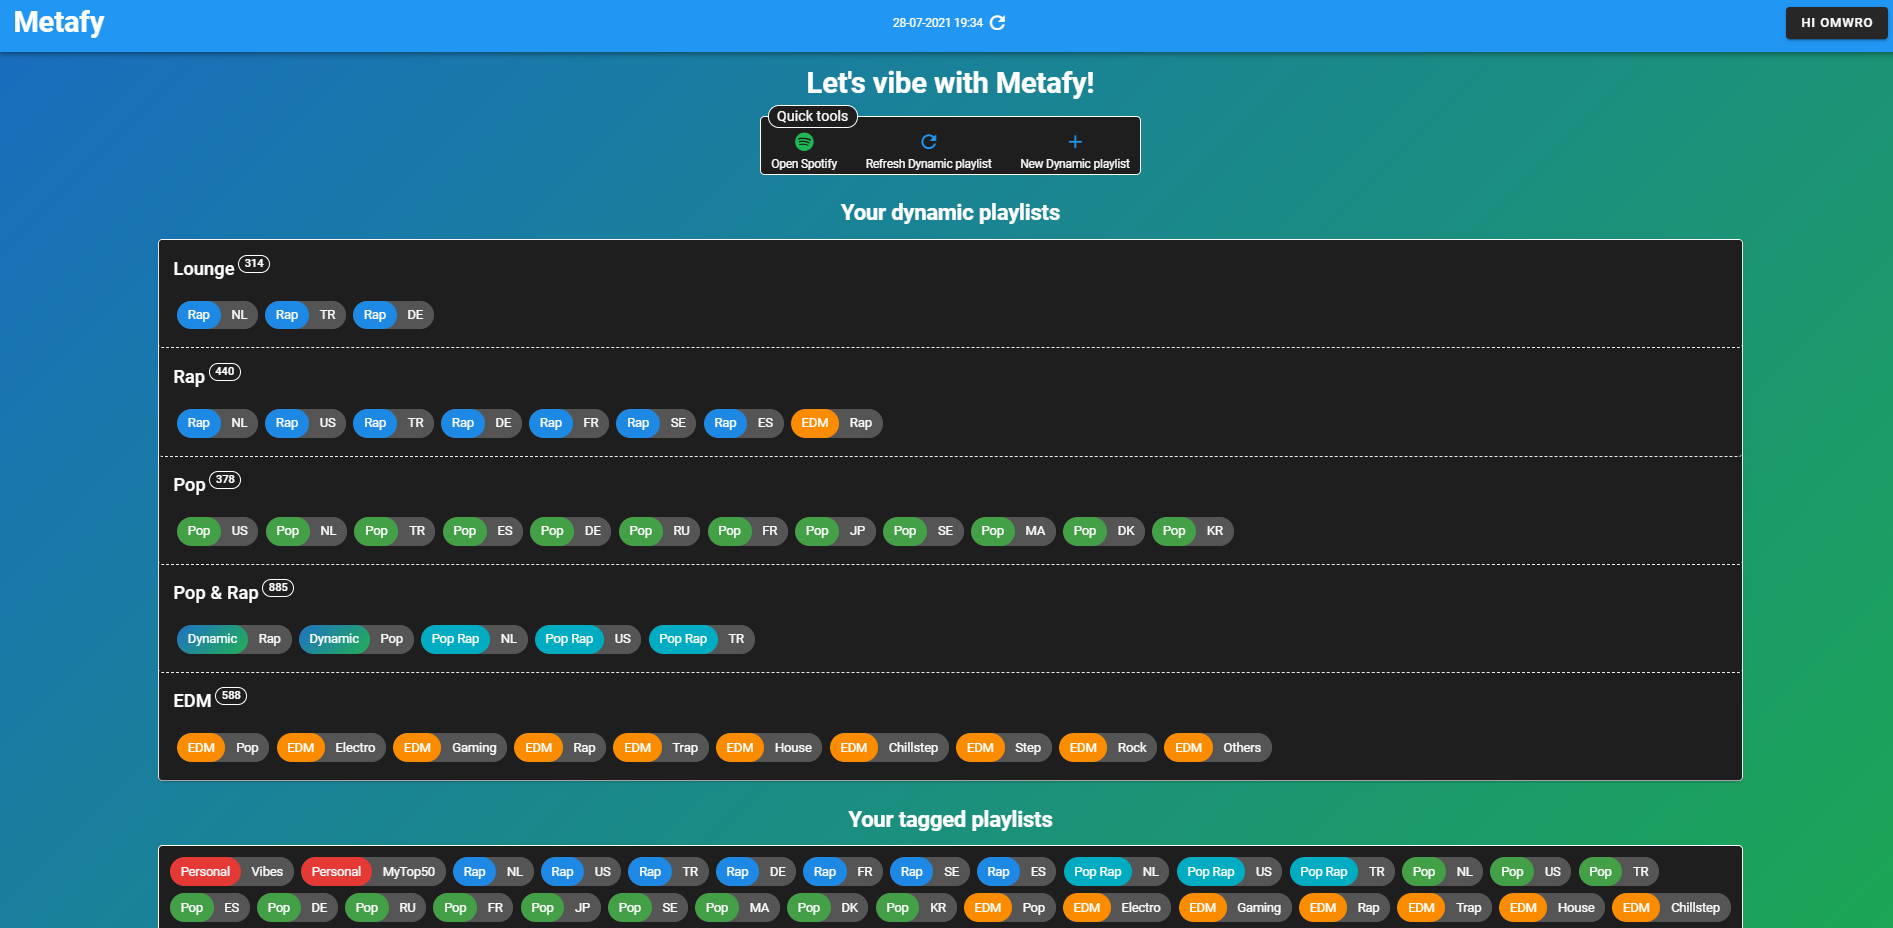 Metafy
28-07-2021 19:34
HI OMWRO
Let's vibe with Metafy!
Quick tools
Open Spotify Refresh Dynamic playlist New Dynamic playlist
Your dynamic playlists
Lounge 314
Rap NL Rap TR Rap DE
Rap 440
Rap NL Rap US Rap TR Rap DE Rap FR Rap SE Rap ES EDM Rap
Pop 378
Pop US Pop NL Pop TR Pop ES Pop DE Pop RU Pop FR Pop JP Pop SE Pop MA Pop DK Pop KR
Pop & Rap 885
Dynamic Rap Dynamic Pop Pop Rap NL Pop Rap US Pop Rap TR
EDM 588
EDM Pop EDM Electro EDM Gaming EDM Rap EDM Trap EDM House EDM Chillstep EDM Step EDM Rock EDM Others
Your tagged playlists
Personal Vibes Personal MyTop50 Rap NL Rap US Rap TR Rap DE Rap FR Rap SE Rap ES Pop Rap NL Pop Rap US Pop Rap TR Pop NL Pop US Pop TR
Pop ES Pop DE Pop RU Pop FR Pop JP Pop SE Pop MA Pop DK Pop KR EDM Pop EDM Electro EDM Gaming EDM Rap EDM Trap EDM House EDM Chillstep